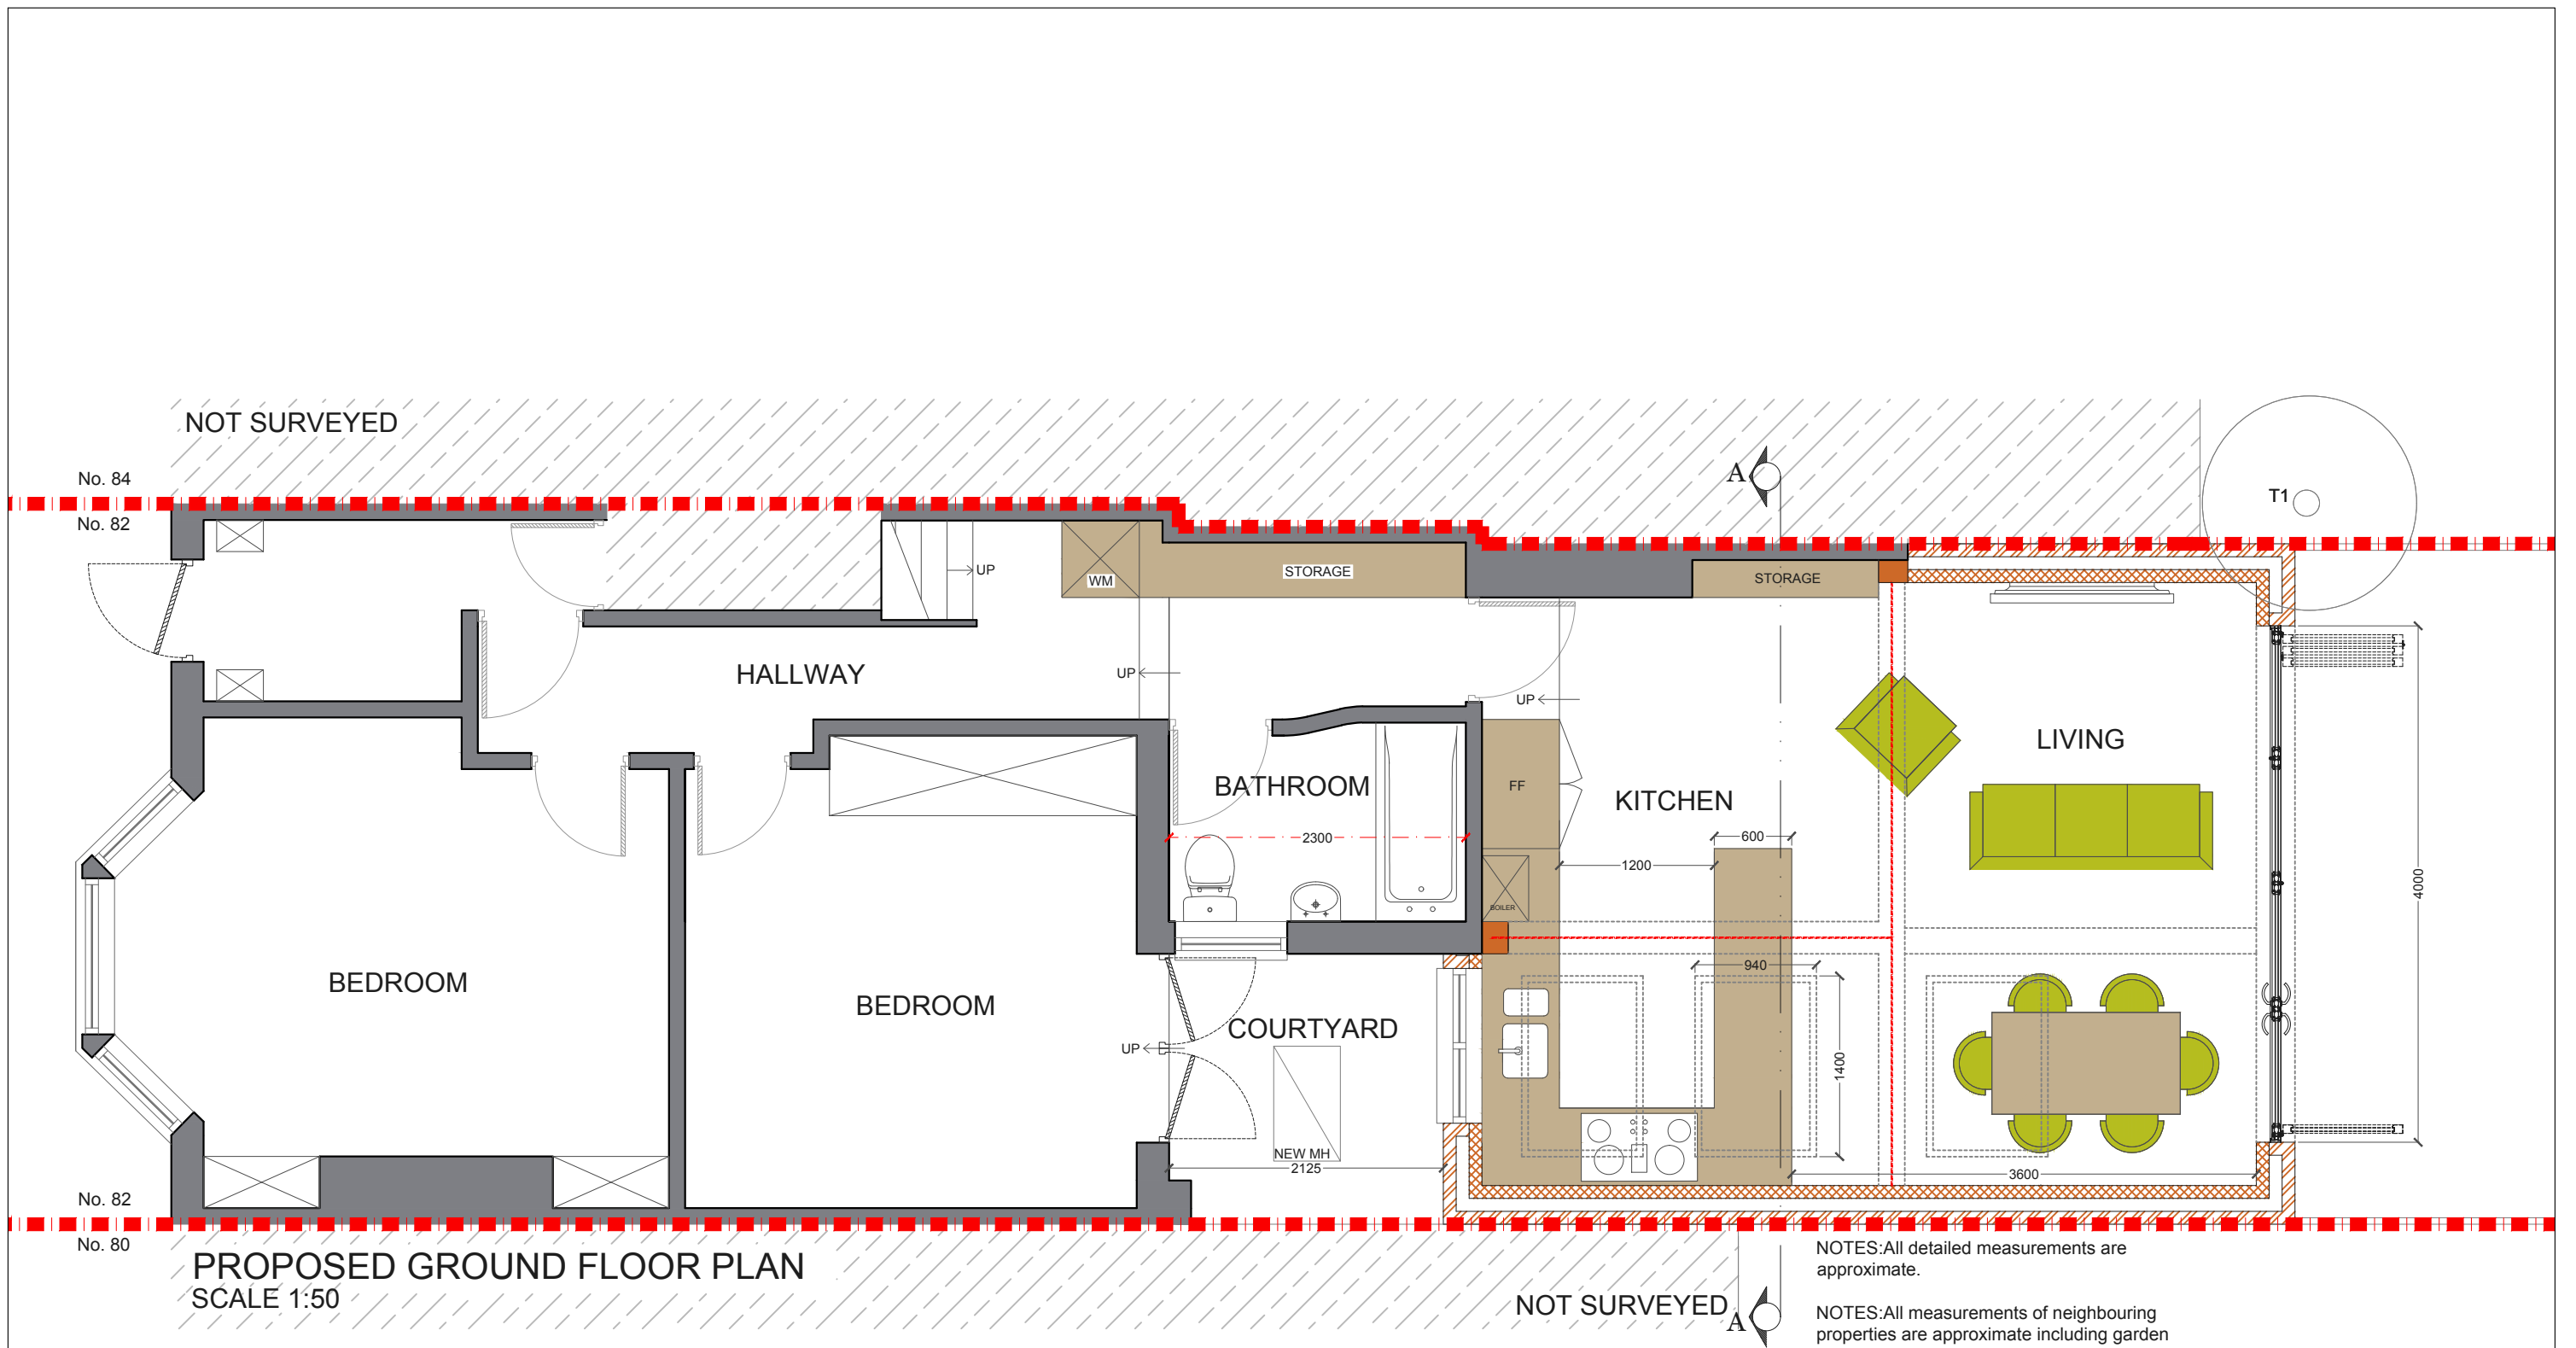 NOT SURVEYED
No. 84
No. 82
A
T1
UP
WM
STORAGE
STORAGE
HALLWAY
UP
UP
LIVING
BATHROOM
FF
KITCHEN
2300
600
1200
4000
BOILER
BEDROOM
BEDROOM
940
COURTYARD
UP
1400
NEW MH
2125
3600
No. 82
No. 80
PROPOSED GROUND FLOOR PLAN
SCALE 1:50
NOT SURVEYED
A
NOTES:All detailed measurements are
approximate.
NOTES:All measurements of neighbouring
properties are approximate including garden